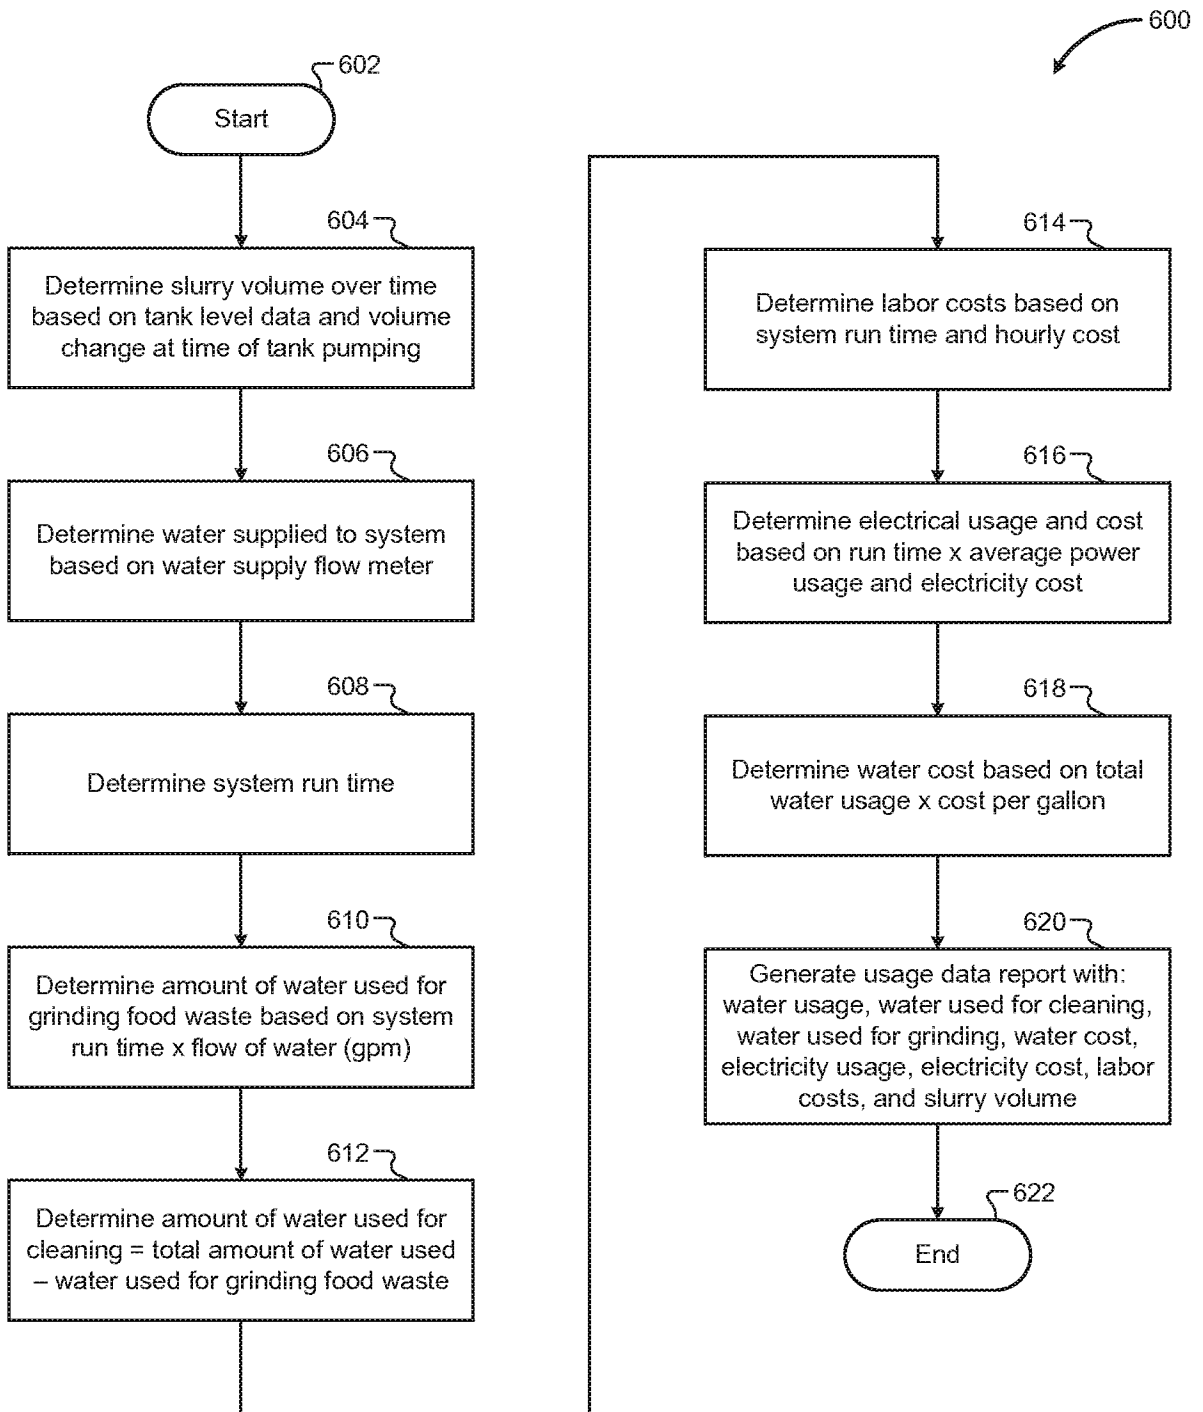 600
602
Start
604
Determine slurry volume over time
based on tank level data and volume
change at time of tank pumping
606
Determine water supplied to system
based on water supply flow meter
608
Determine system run time
610
Determine amount of water used for
grinding food waste based on system
run time x flow of water (gpm)
612
Determine amount of water used for
cleaning = total amount of water used
– water used for grinding food waste
614
Determine labor costs based on
system run time and hourly cost
616
Determine electrical usage and cost
based on run time x average power
usage and electricity cost
618
Determine water cost based on total
water usage x cost per gallon
620
Generate usage data report with:
water usage, water used for cleaning,
water used for grinding, water cost,
electricity usage, electricity cost, labor
costs, and slurry volume
622
End